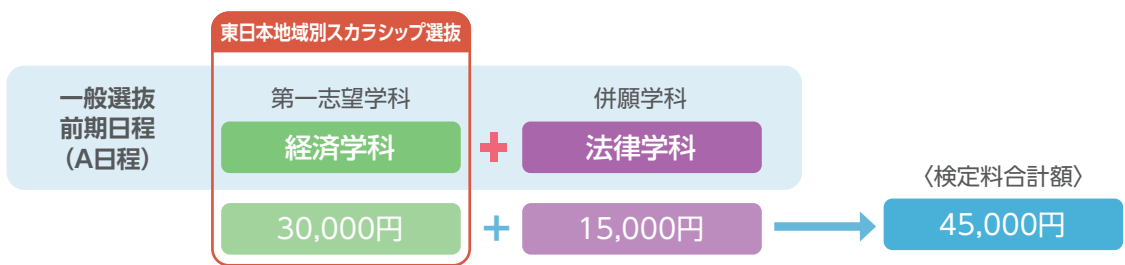 東日本地域別スカラシップ選抜
一般選抜
前期日程
（A日程）
第一志望学科
経済学科
+
併願学科
法律学科
30,000円
+
15,000円
〈検定料合計額〉
45,000円